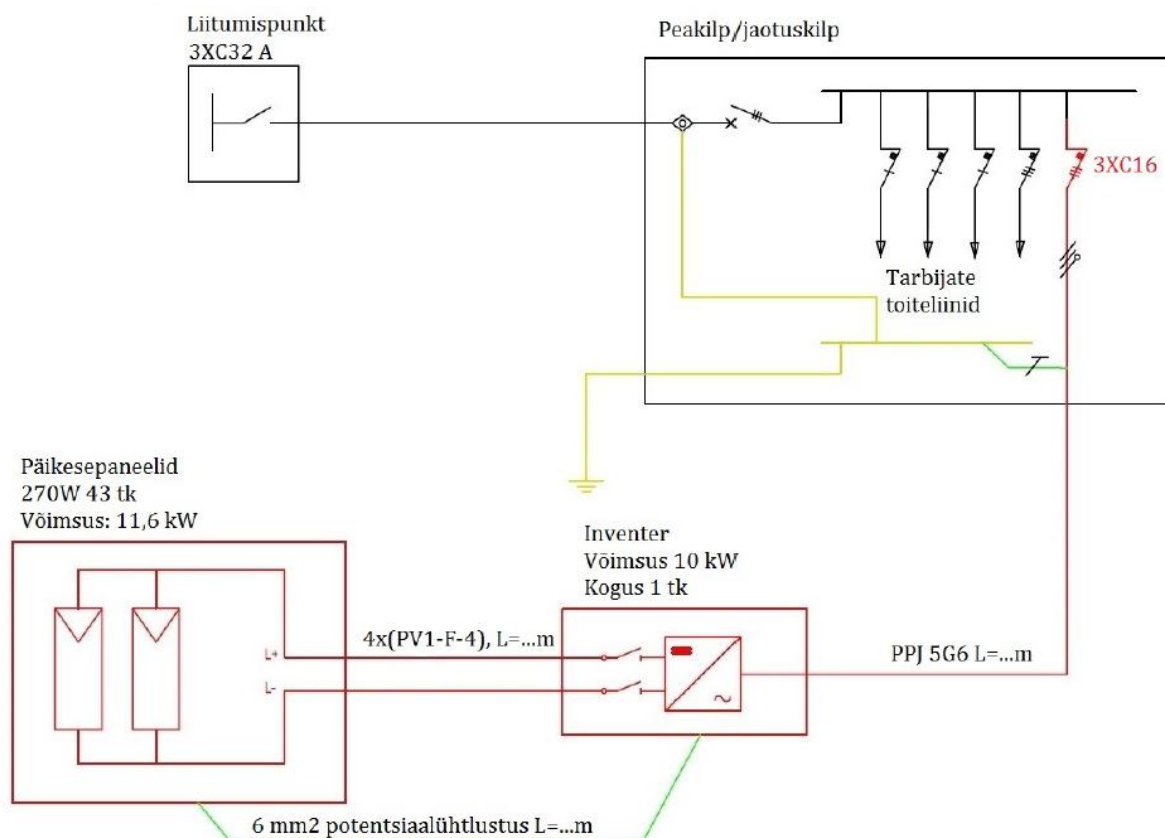 Liitumispunkt
3XC32 A
Peakilp/jaotuskilp
3XC16
Tarbijate
toiteliinid
Päikesepaneelid
270W 43 tk
Võimsus: 11,6 kW
Inventer
Võimsus 10 kW
Kogus 1 tk
L+
4x(PV1-F-4), L=...m
PPJ 5G6 L=...m
L-
6 mm2 potentsiaalühtlustus L=...m